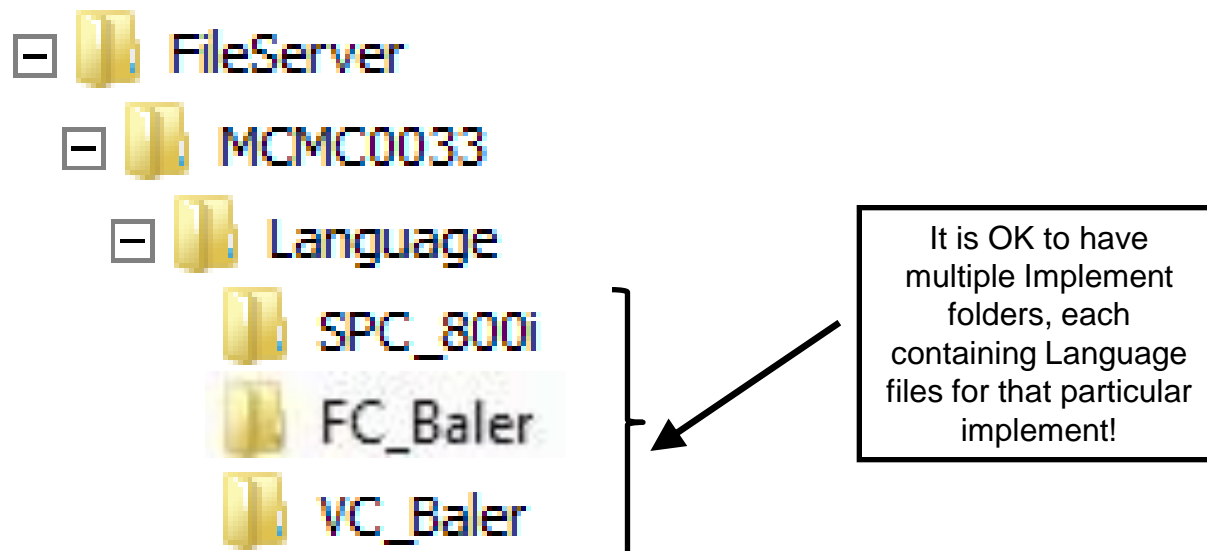 FileServer
MCMC0033
Language
SPC_800i
FC_Baler
VC_Baler
It is OK to have
multiple Implement
folders, each
containing Language
files for that particular
implement!